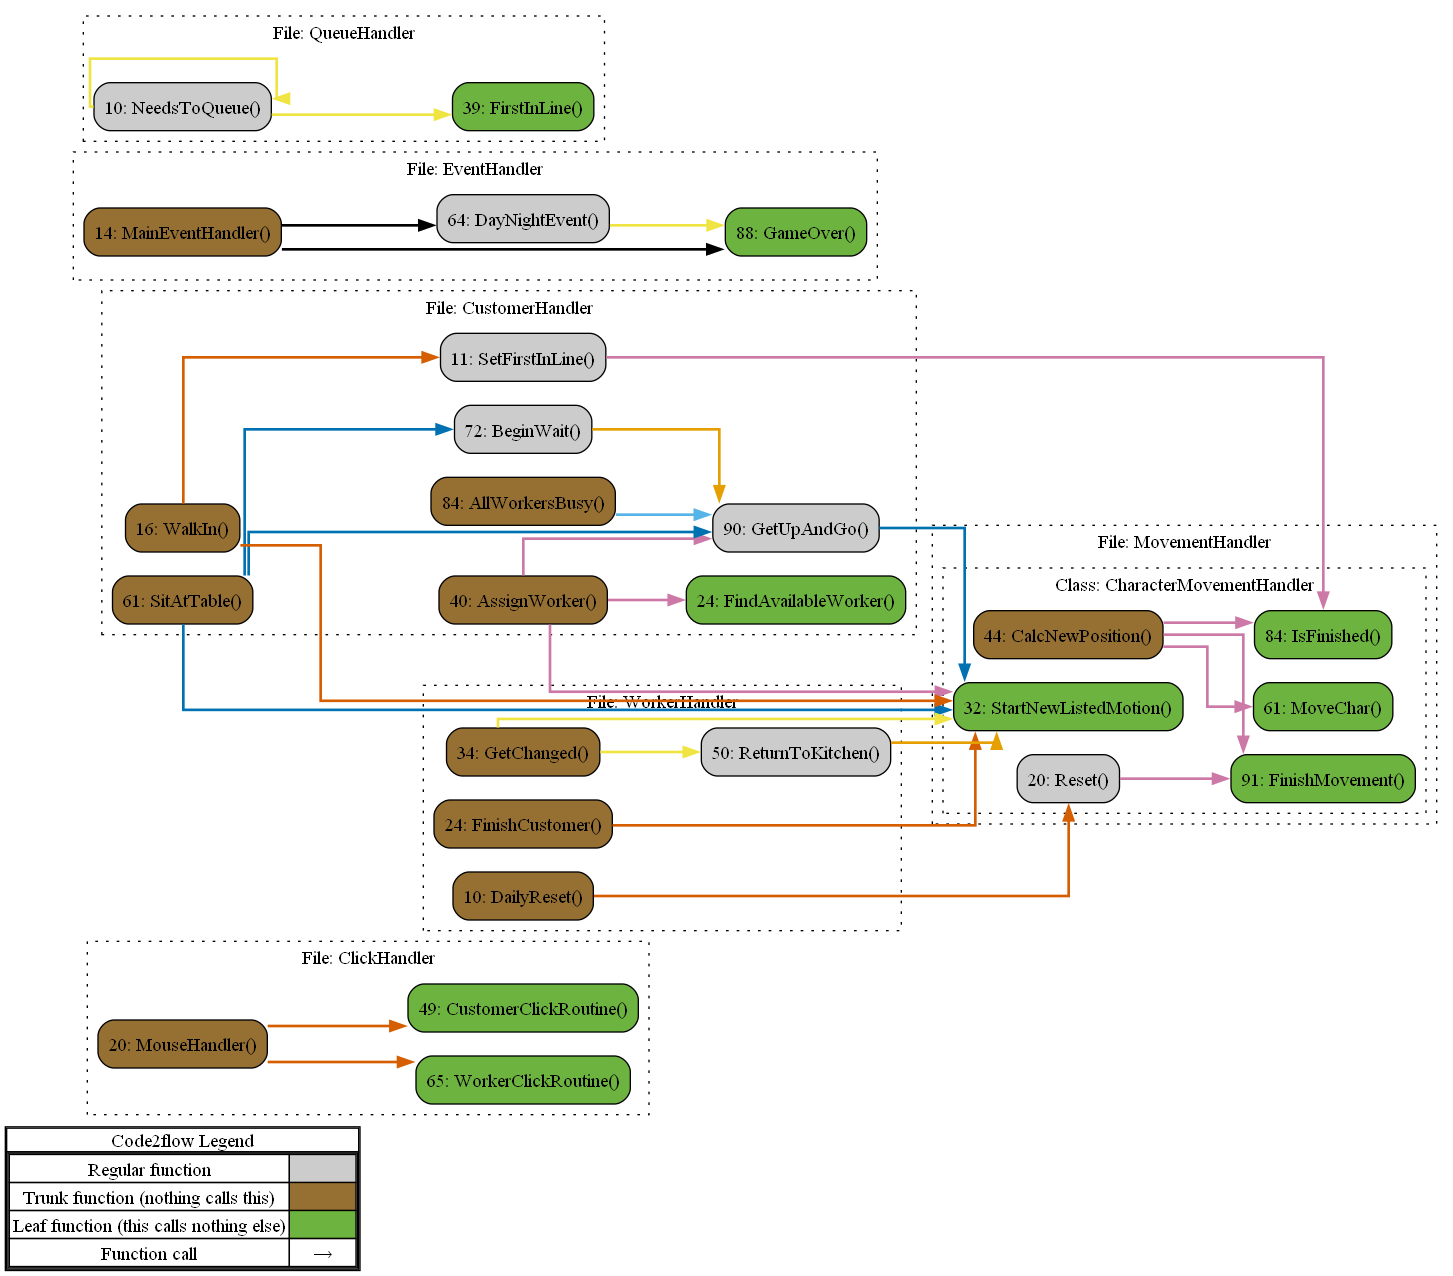 File: QueueHandler
10: NeedsToQueue()
39: FirstInLine()
File: EventHandler
14: MainEventHandler()
64: DayNightEvent()
88: GameOver()
File: CustomerHandler
11: SetFirstInLine()
72: BeginWait()
84: AllWorkersBusy()
16: WalkIn()
90: GetUpAndGo()
61: SitAtTable()
40: AssignWorker()
24: FindAvailableWorker()
File: MovementHandler
Class: CharacterMovementHandler
44: CalcNewPosition()
84: IsFinished()
32: StartNewListedMotion()
61: MoveChar()
20: Reset()
91: FinishMovement()
File: WorkerHandler
34: GetChanged()
50: ReturnToKitchen()
24: FinishCustomer()
10: DailyReset()
File: ClickHandler
20: MouseHandler()
49: CustomerClickRoutine()
65: WorkerClickRoutine()
Code2flow Legend
Regular function
Trunk function (nothing calls this)
Leaf function (this calls nothing else)
Function call →